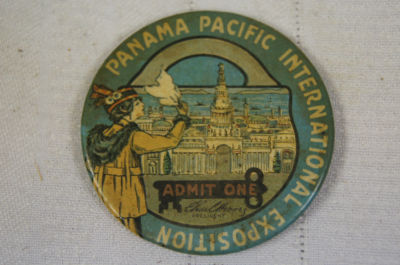 PANAMA PACIFIC INTERNATIONAL EXPOSITION
ADMIT ONE
PRESIDENT